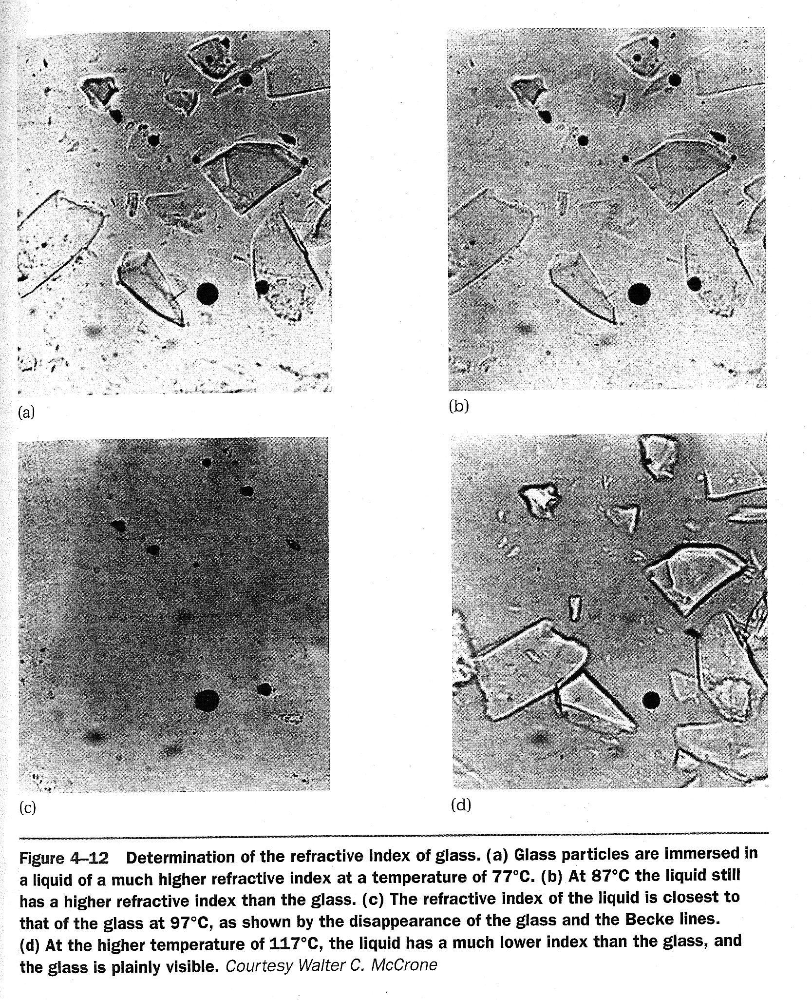 (a)
(b)
(c)
(d)
Figure 4–12 Determination of the refractive index of glass. (a) Glass particles are immersed in
a liquid of a much higher refractive index at a temperature of 77°C. (b) At 87°C the liquid still
has a higher refractive index than the glass. (c) The refractive index of the liquid is closest to
that of the glass at 97°C, as shown by the disappearance of the glass and the Becke lines.
(d) At the higher temperature of 117°C, the liquid has a much lower index than the glass, and
the glass is plainly visible. Courtesy Walter C. McCrone